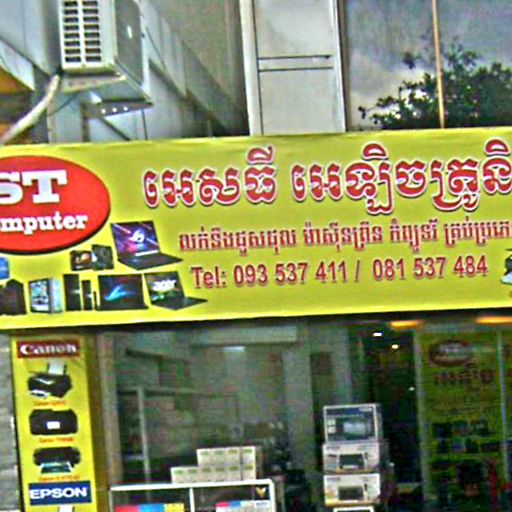 ST
អេសធី អេឡិចត្រូនិ
omputer
លក់និងជួសជុល ម៉ាស៊ីនព្រីន កំព្យូទ័រ គ្រប់ប្រភេ
Tel: 093 537 411 / 081 537 484
acer
Canon
EPSON